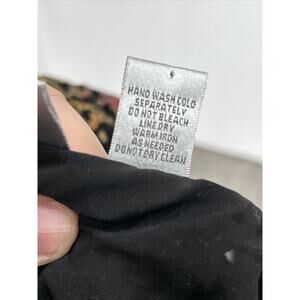 HAND WASH COLD
SEPARATELY
DO NOT BLEACH
LINE DRY
WARM IRON
AS NEEDED
DO NOT DRY CLEAN